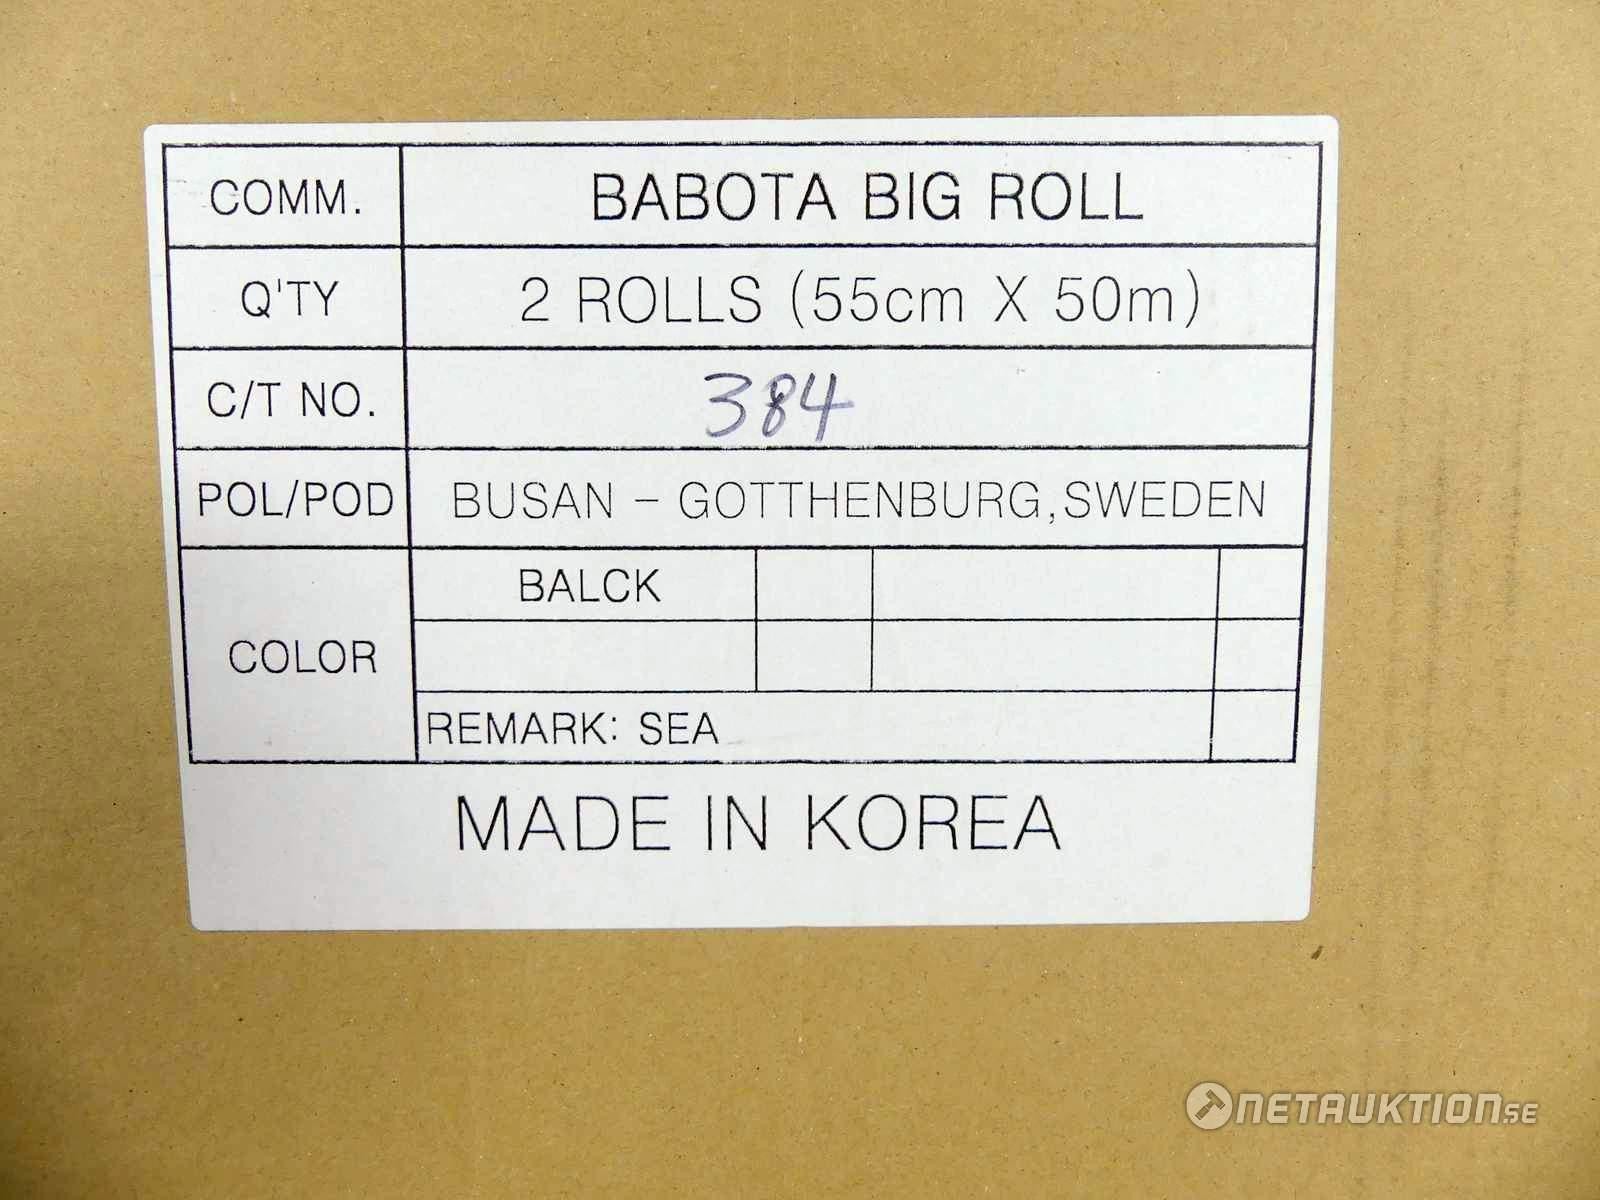 COMM. BABOTA BIG ROLL
Q'TY 2 ROLLS (55cm X 50m)
C/T NO. 384
POL/POD BUSAN - GOTTHENBURG,SWEDEN
COLOR
BALCK
REMARK: SEA
MADE IN KOREA
NETAUKTION.SE